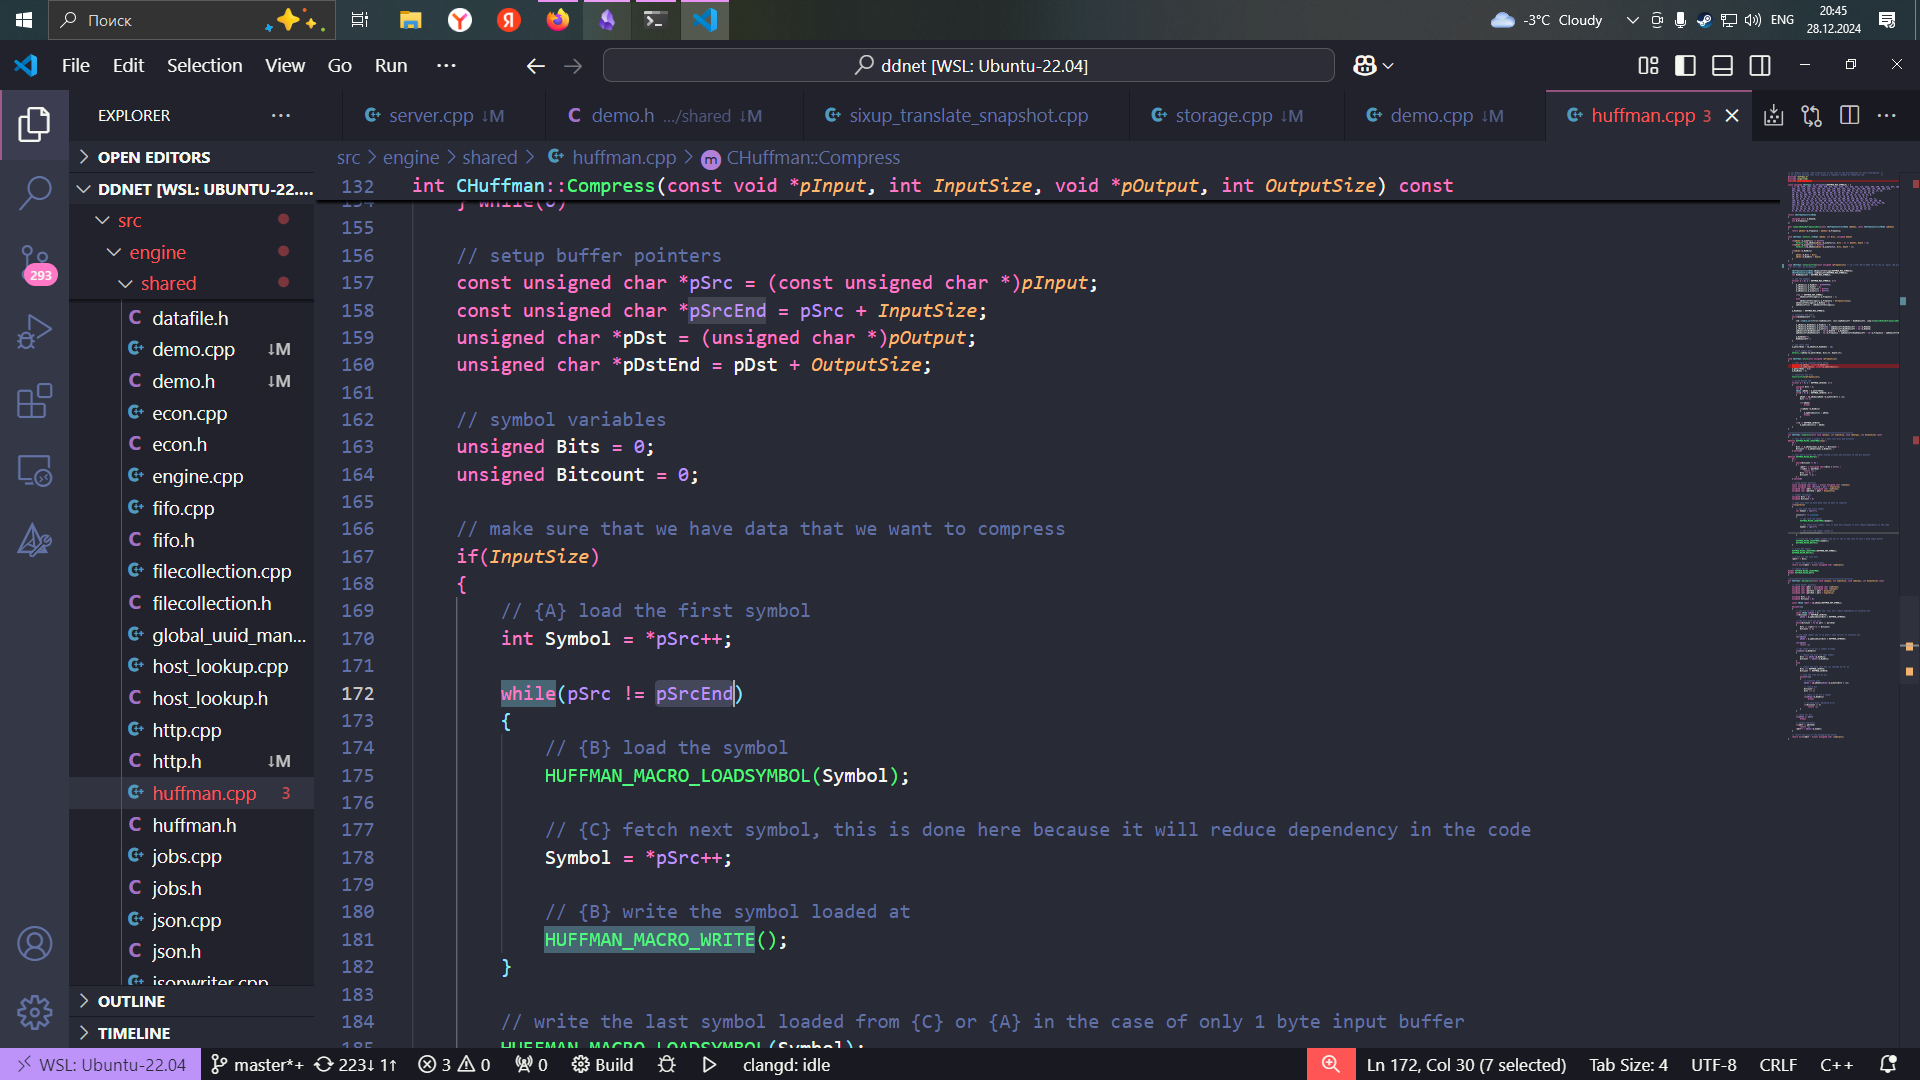 Поиск
-3°C Cloudy
ENG
20:45
28.12.2024
File Edit Selection View Go Run ···
ddnet [WSL: Ubuntu-22.04]
EXPLORER ···
server.cpp ↓M
demo.h .../shared ↓M
sixup_translate_snapshot.cpp
storage.cpp ↓M
demo.cpp ↓M
huffman.cpp 3
OPEN EDITORS
DDNET [WSL: UBUNTU-22....
src
engine
shared
datafile.h
demo.cpp ↓M
demo.h ↓M
econ.cpp
econ.h
engine.cpp
fifo.cpp
fifo.h
filecollection.cpp
filecollection.h
global_uuid_man...
host_lookup.cpp
host_lookup.h
http.cpp
http.h ↓M
huffman.cpp 3
huffman.h
jobs.cpp
jobs.h
json.cpp
json.h
jsonwriter.cpp
OUTLINE
TIMELINE
293
src > engine > shared > huffman.cpp > CHuffman::Compress
132 int CHuffman::Compress(const void *pInput, int InputSize, void *pOutput, int OutputSize) const
154 } while(0)
155
156 // setup buffer pointers
157 const unsigned char *pSrc = (const unsigned char *)pInput;
158 const unsigned char *pSrcEnd = pSrc + InputSize;
159 unsigned char *pDst = (unsigned char *)pOutput;
160 unsigned char *pDstEnd = pDst + OutputSize;
161
162 // symbol variables
163 unsigned Bits = 0;
164 unsigned Bitcount = 0;
165
166 // make sure that we have data that we want to compress
167 if(InputSize)
168 {
169 // {A} load the first symbol
170 int Symbol = *pSrc++;
171
172 while(pSrc != pSrcEnd)
173 {
174 // {B} load the symbol
175 HUFFMAN_MACRO_LOADSYMBOL(Symbol);
176
177 // {C} fetch next symbol, this is done here because it will reduce dependency in the code
178 Symbol = *pSrc++;
179
180 // {B} write the symbol loaded at
181 HUFFMAN_MACRO_WRITE();
182 }
183
184 // write the last symbol loaded from {C} or {A} in the case of only 1 byte input buffer
185 HUFFMAN_MACRO_LOADSYMBOL(Symbol);
WSL: Ubuntu-22.04 master*+ 223↓ 1↑ 3 0 0 Build clangd: idle Ln 172, Col 30 (7 selected) Tab Size: 4 UTF-8 CRLF C++